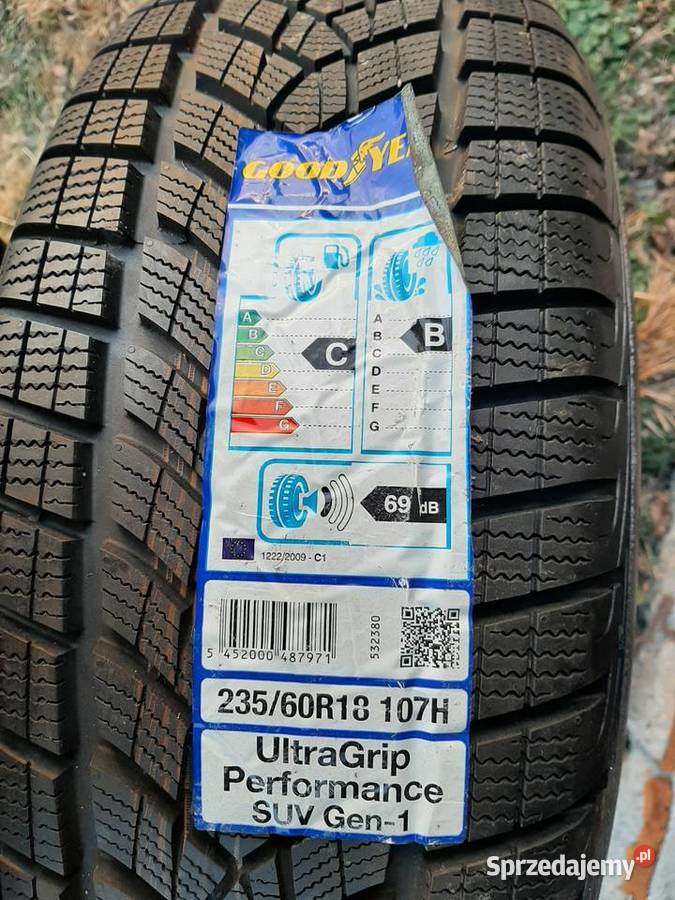 GOODYE
A
B
C
D
E
F
G
C
A
B
C
D
E
F
G
B
69 dB
1222/2009 - C1
5 452000 487971
532380
235/60R18 107H
UltraGrip
Performance
SUV Gen-1
Sprzedajemy.pl